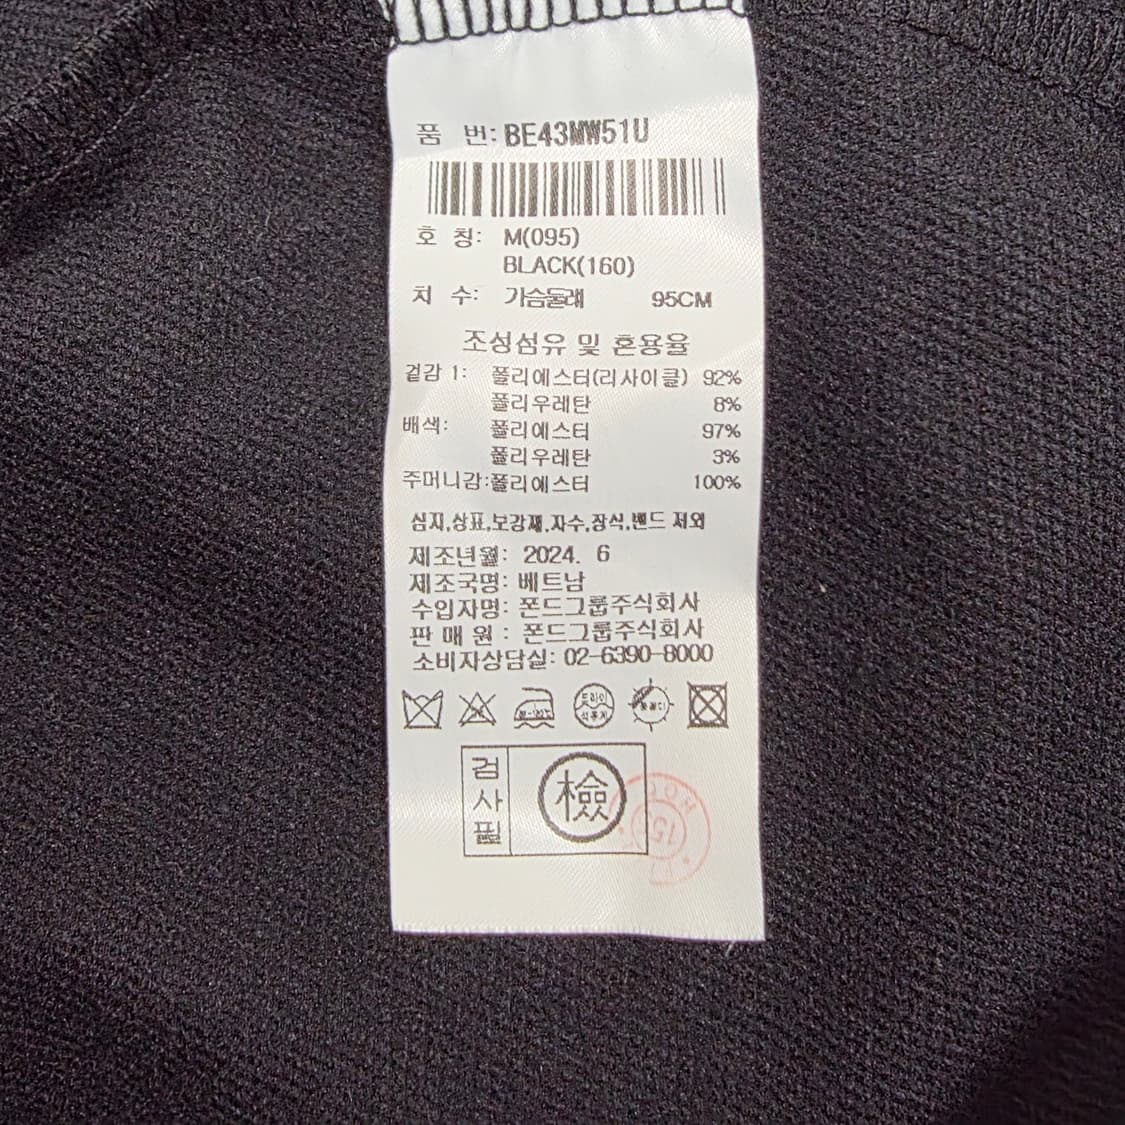 품 번: BE43MW51U
호 칭: M(095)
BLACK(160)
치 수: 가슴둘레 95CM
조성섬유 및 혼용율
겉감 1: 폴리에스터(리사이클) 92%
폴리우레탄 8%
배색: 폴리에스터 97%
폴리우레탄 3%
주머니감: 폴리에스터 100%
심지,상표,보강재,자수,장식,밴드 제외
제조년월: 2024. 6
제조국명: 베트남
수입자명: 폰드그룹주식회사
판 매 원 : 폰드그룹주식회사
소비자상담실: 02-6390-8000
드라이
석유계
검사필
檢